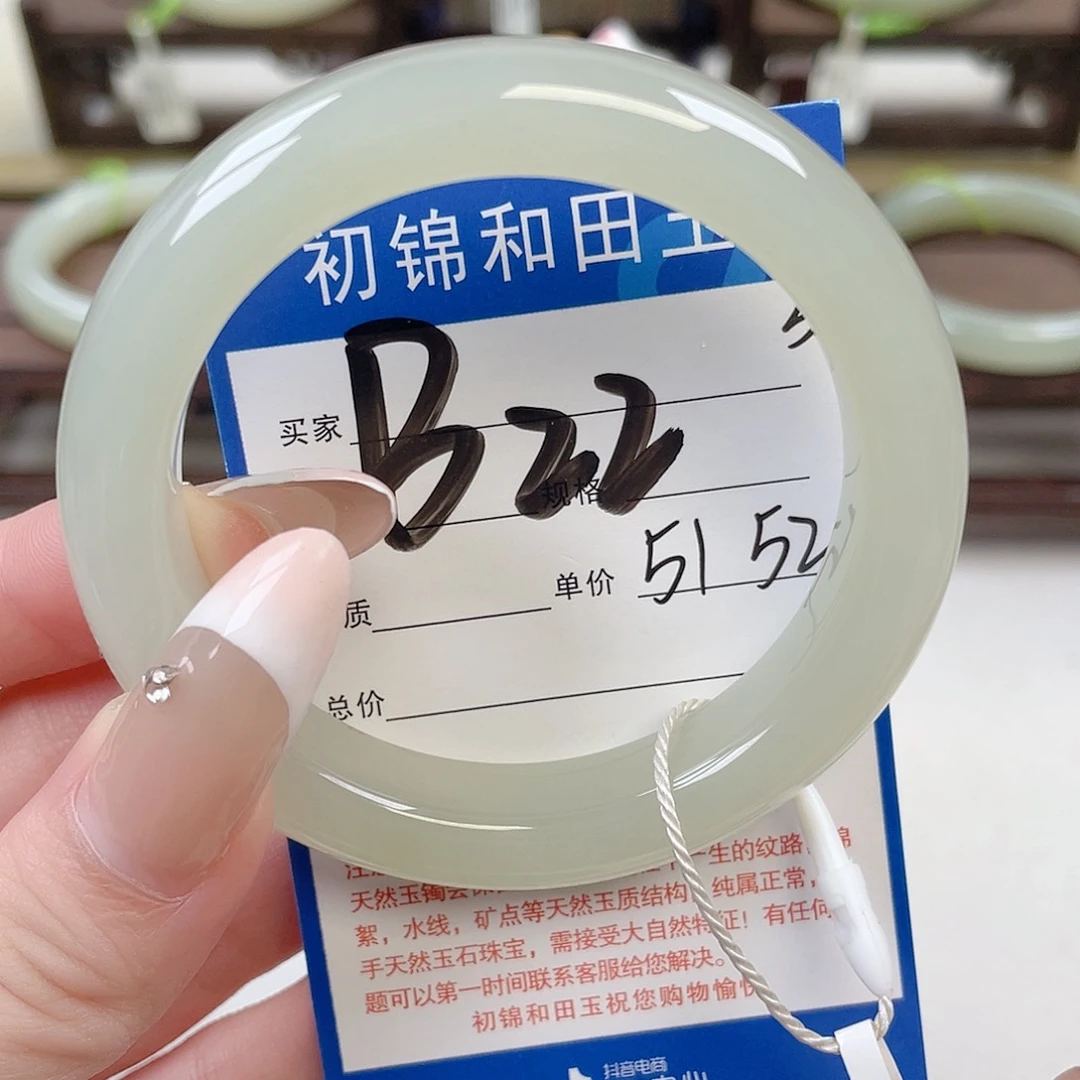 初锦和田玉
买家
B22
规格
质
单价 51 52
总价
生的纹路
天然玉镯会
絮，水线，矿点等天然玉质结构 纯属正常，
手天然玉石珠宝，需接受大自然特征！有任何
题可以第一时间联系客服给您解决。
初锦和田玉祝您购物愉快
抖音电商